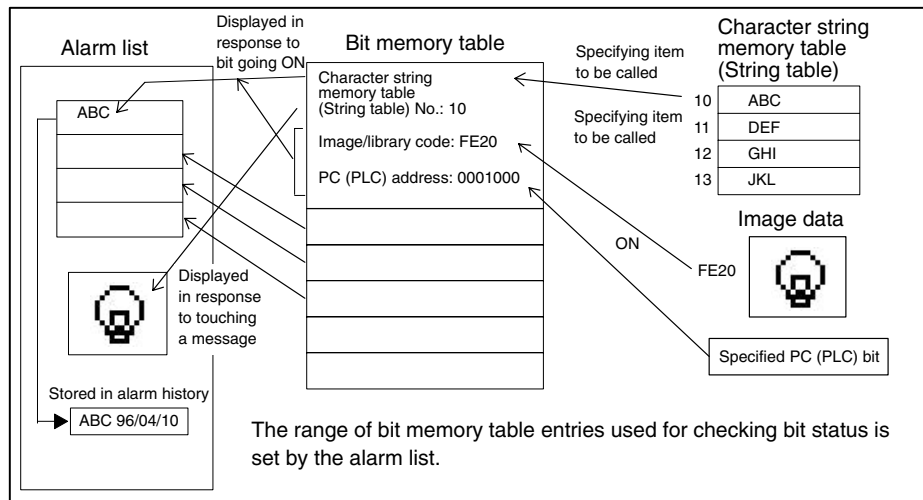 Alarm list
Displayed in
response to
bit going ON
Bit memory table
Specifying item
to be called
Character string
memory table
(String table)
ABC
Character string
memory table
(String table) No.: 10
Image/library code: FE20
PC (PLC) address: 0001000
Specifying item
to be called
10 ABC
11 DEF
12 GHI
13 JKL
Image data
ON
FE20
Displayed
in response
to touching
a message
Specified PC (PLC) bit
Stored in alarm history
ABC 96/04/10
The range of bit memory table entries used for checking bit status is
set by the alarm list.